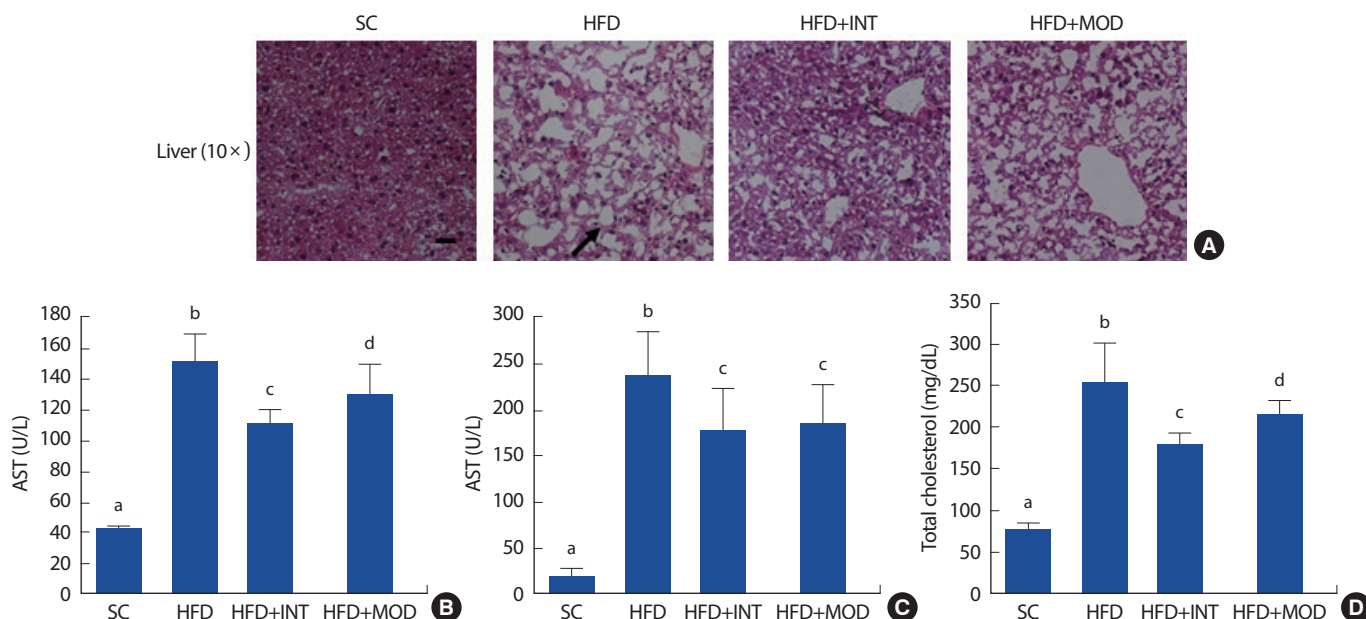 SC HFD HFD+INT HFD+MOD
Liver (10×)
A
AST (U/L)
180
160
140
120
100
80
60
40
20
0
a
b
c
d
SC HFD HFD+INT HFD+MOD
B
AST (U/L)
300
250
200
150
100
50
0
a
b
c
c
SC HFD HFD+INT HFD+MOD
C
Total cholesterol (mg/dL)
350
300
250
200
150
100
50
0
a
b
c
d
SC HFD HFD+INT HFD+MOD
D